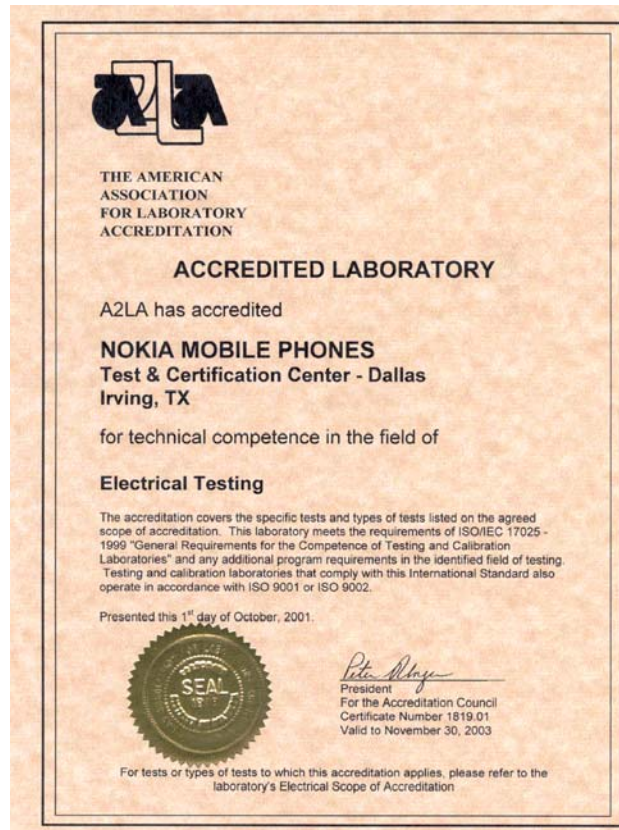 A2LA
THE AMERICAN
ASSOCIATION
FOR LABORATORY
ACCREDITATION
ACCREDITED LABORATORY
A2LA has accredited
NOKIA MOBILE PHONES
Test & Certification Center - Dallas
Irving, TX
for technical competence in the field of
Electrical Testing
The accreditation covers the specific tests and types of tests listed on the agreed
scope of accreditation. This laboratory meets the requirements of ISO/IEC 17025 -
1999 "General Requirements for the Competence of Testing and Calibration
Laboratories" and any additional program requirements in the identified field of testing.
Testing and calibration laboratories that comply with this International Standard also
operate in accordance with ISO 9001 or ISO 9002.
Presented this 1st day of October, 2001.
SEAL
President
For the Accreditation Council
Certificate Number 1819.01
Valid to November 30, 2003
For tests or types of tests to which this accreditation applies, please refer to the
laboratory's Electrical Scope of Accreditation